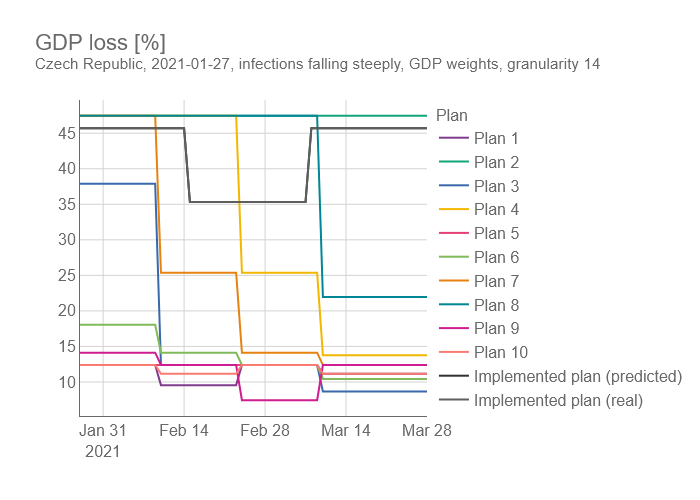 GDP loss [%]
Czech Republic, 2021-01-27, infections falling steeply, GDP weights, granularity 14
45
40
35
30
25
20
15
10
Jan 31
2021
Feb 14
Feb 28
Mar 14
Mar 28
Plan
Plan 1
Plan 2
Plan 3
Plan 4
Plan 5
Plan 6
Plan 7
Plan 8
Plan 9
Plan 10
Implemented plan (predicted)
Implemented plan (real)